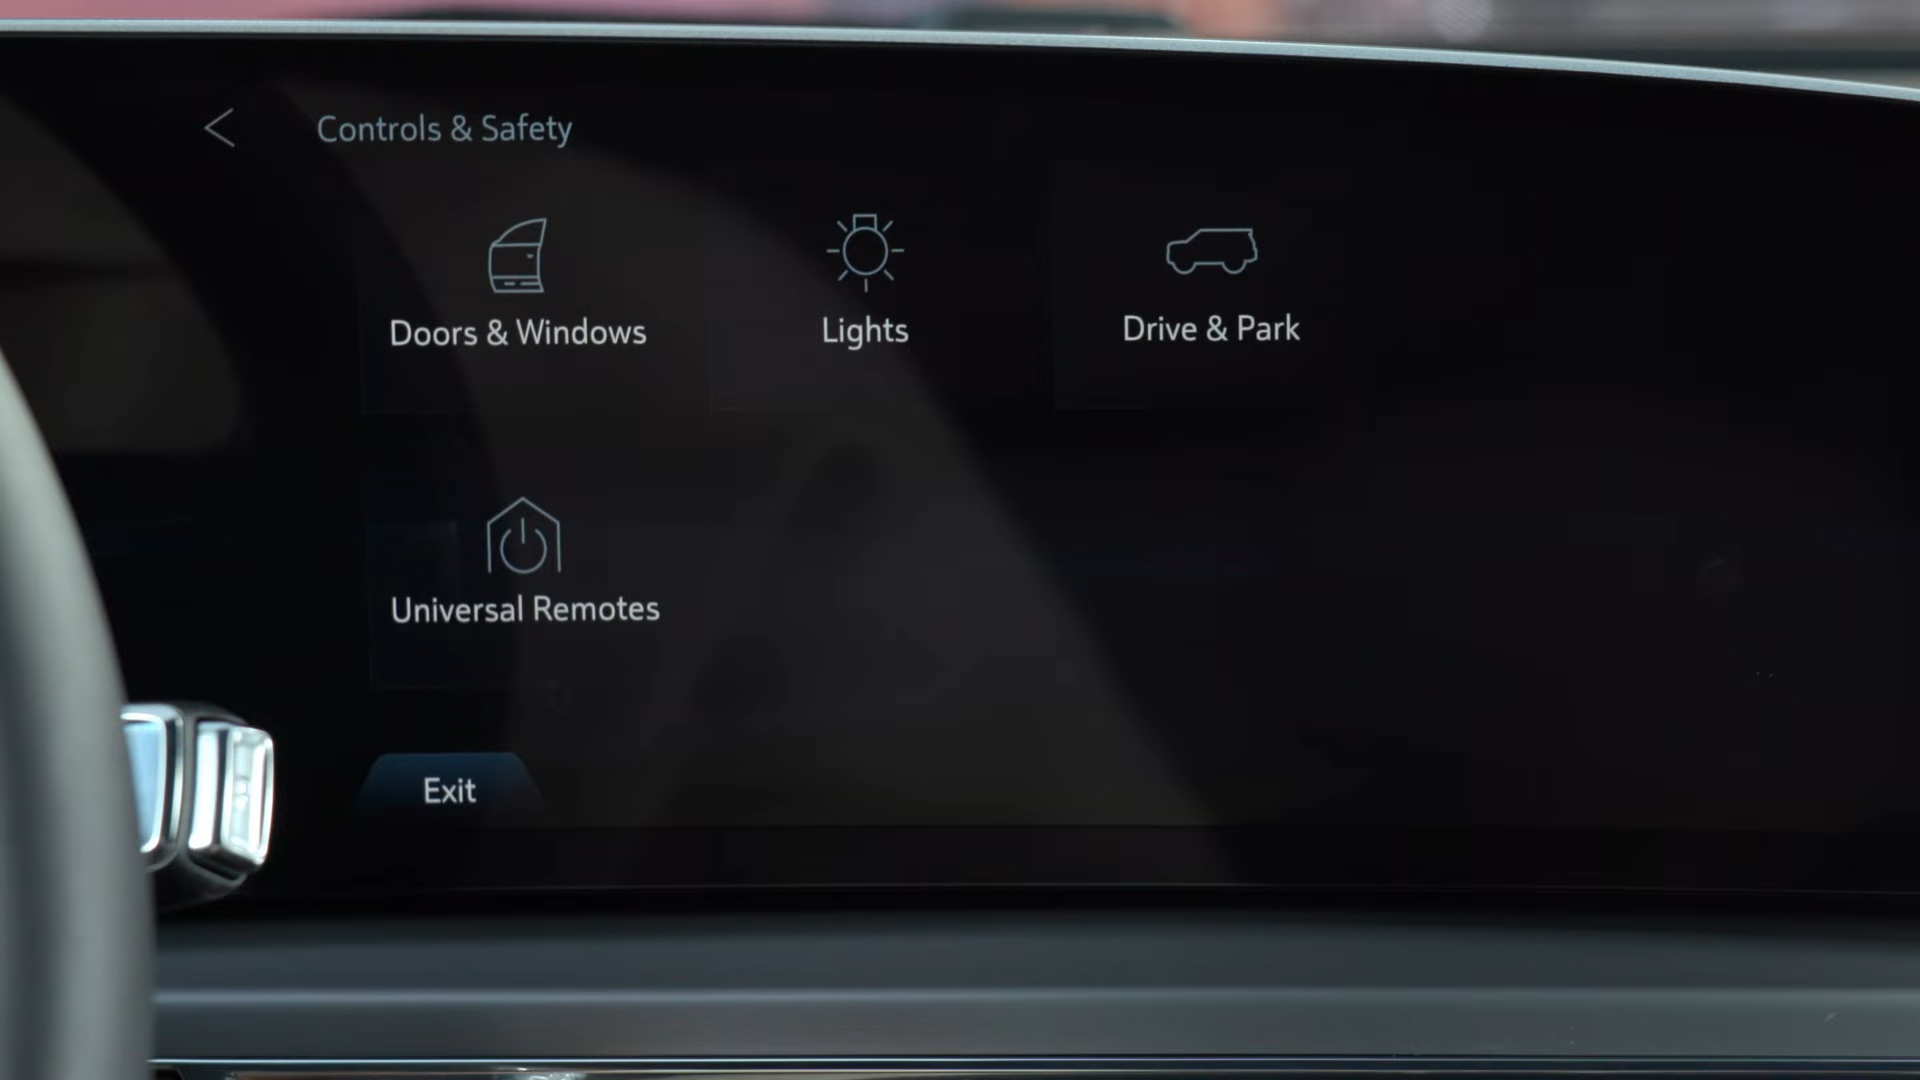 Controls & Safety
Doors & Windows
Lights
Drive & Park
Universal Remotes
Exit